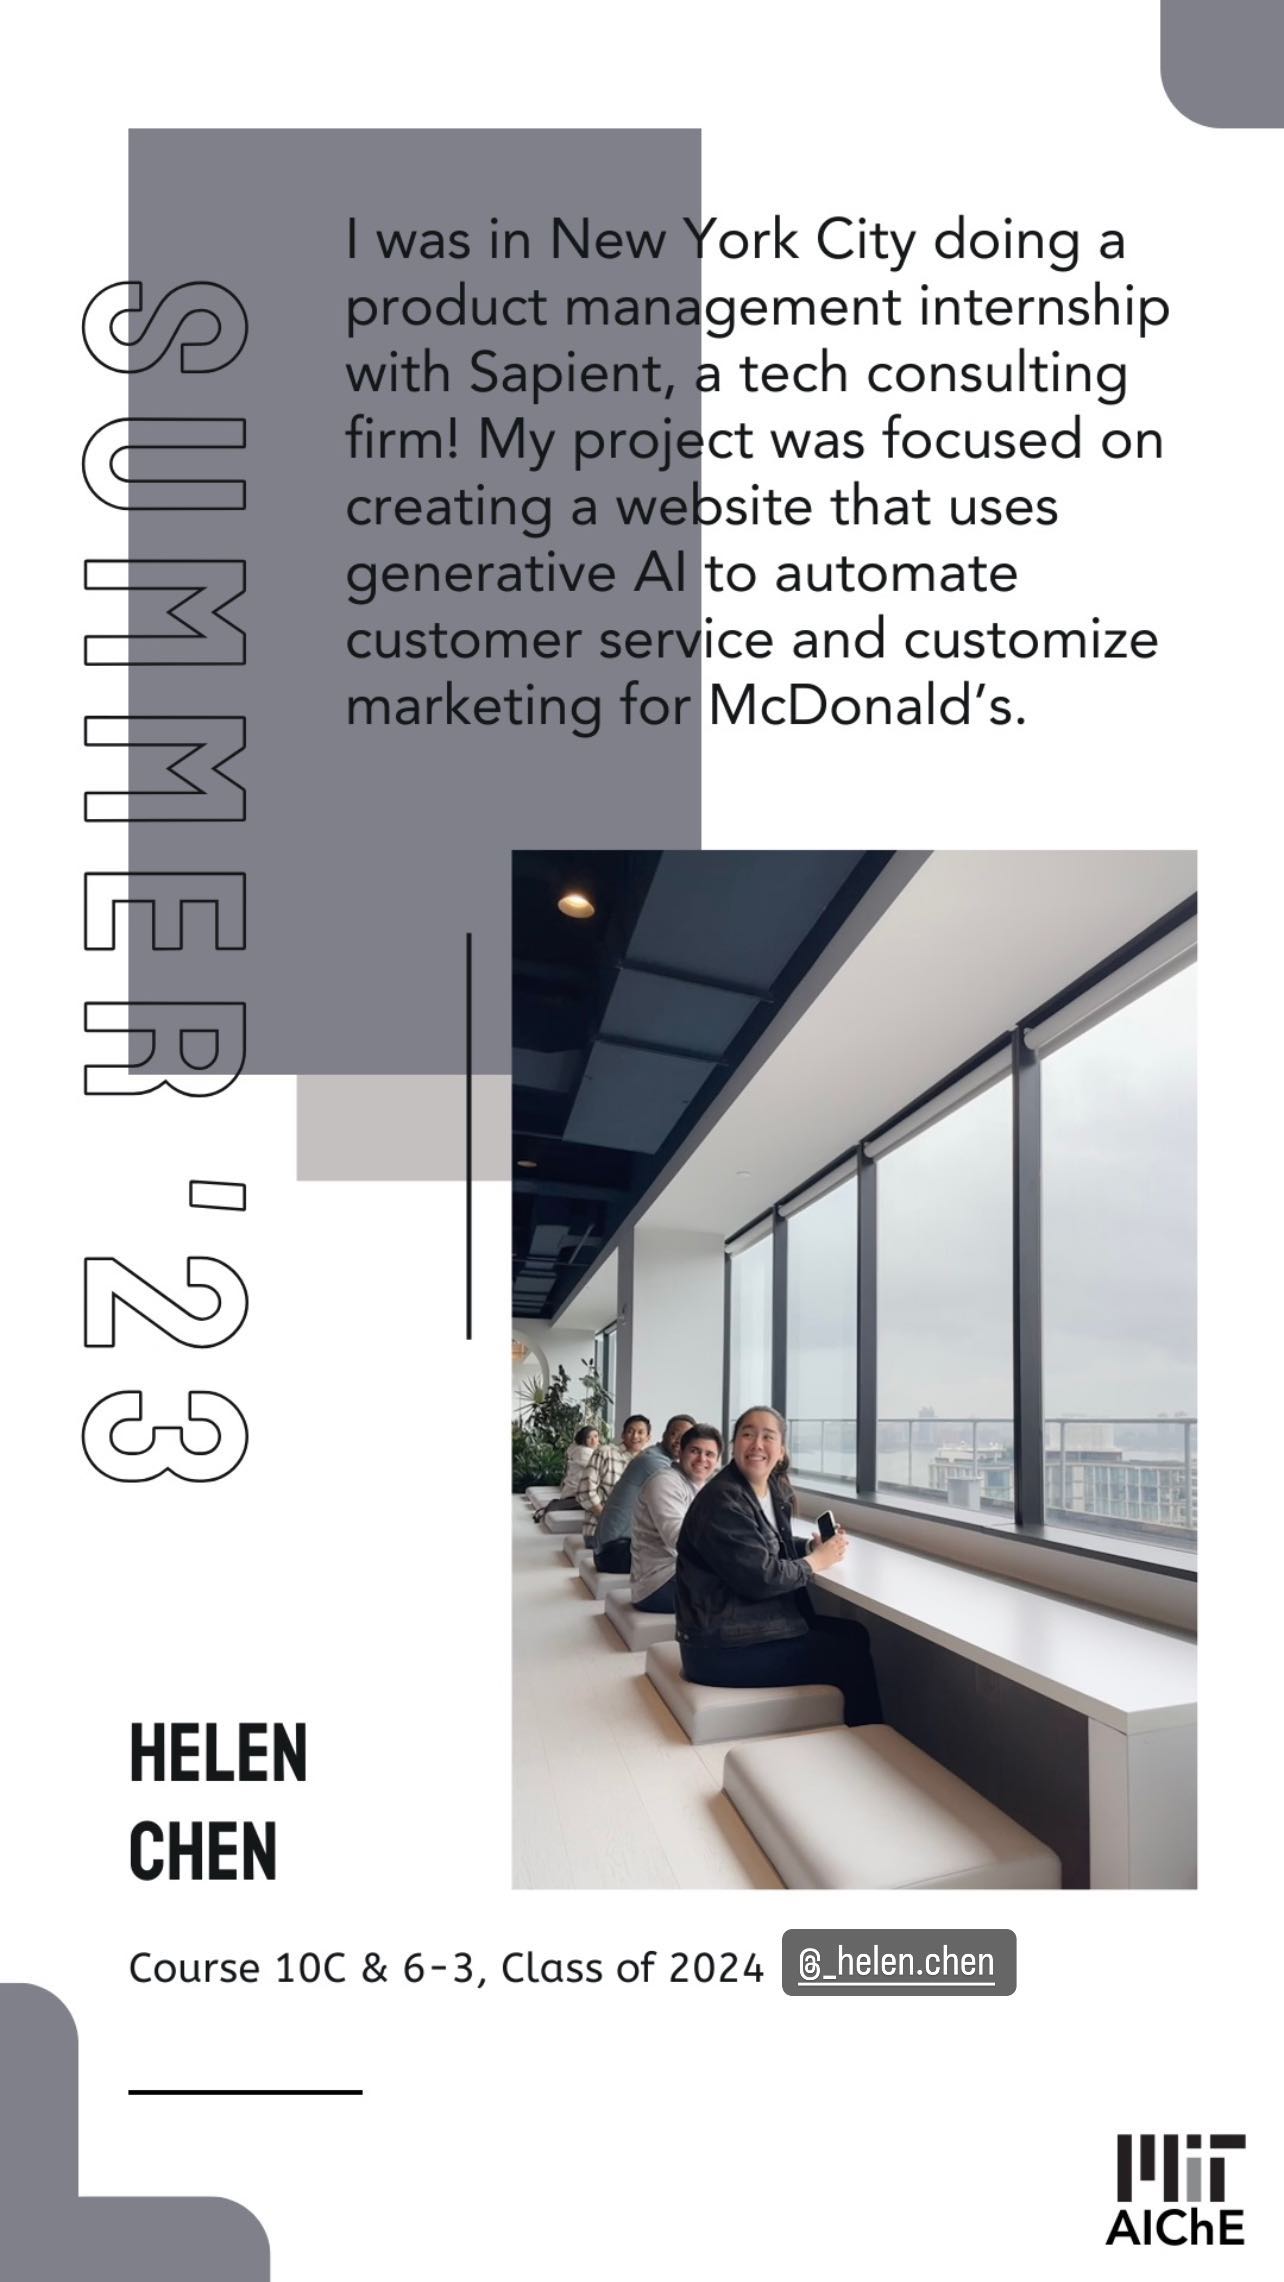 SUMMER '23
I was in New York City doing a
product management internship
with Sapient, a tech consulting
firm! My project was focused on
creating a website that uses
generative AI to automate
customer service and customize
marketing for McDonald’s.
HELEN
CHEN
Course 10C & 6-3, Class of 2024 @_helen.chen
MIT
AIChE